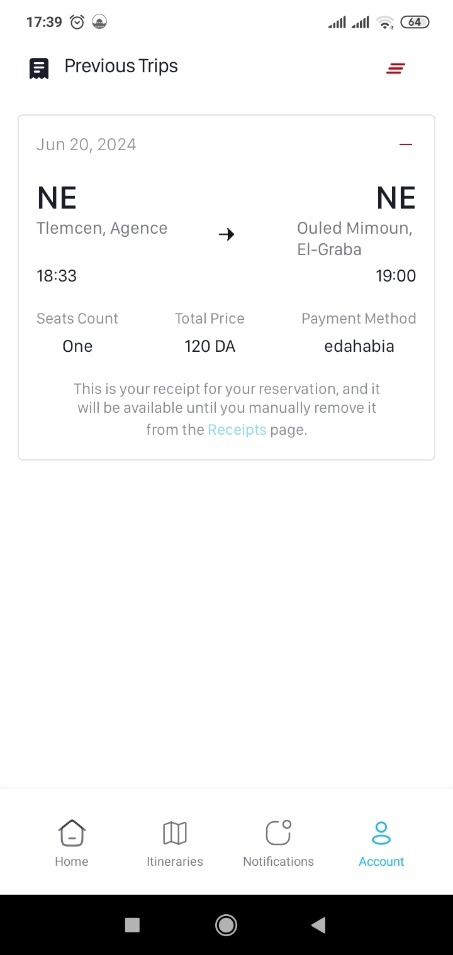 17:39
64
Previous Trips
Jun 20, 2024
NE
NE
Tlemcen, Agence
Ouled Mimoun,
El-Graba
18:33
19:00
Seats Count
Total Price
Payment Method
One
120 DA
edahabia
This is your receipt for your reservation, and it
will be available until you manually remove it
from the Receipts page.
Home
Itineraries
Notifications
Account